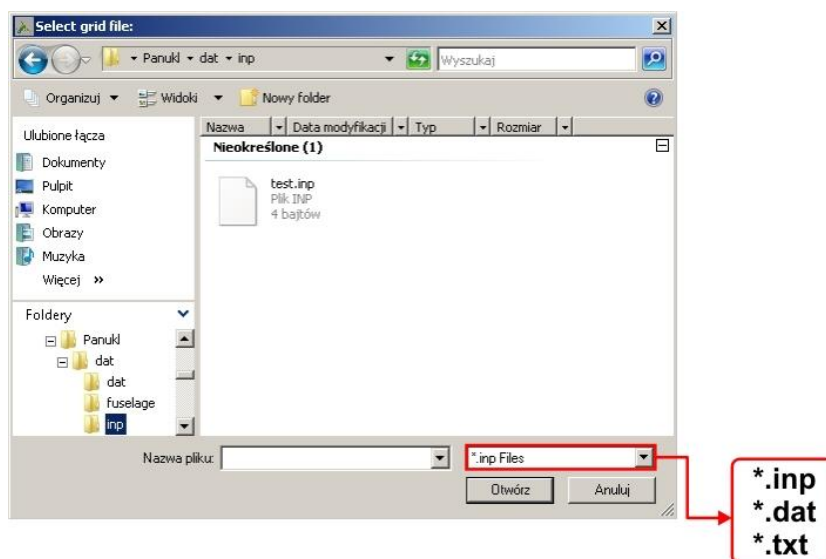 Select grid file:
Panukl dat inp
Wyszukaj
Organizuj Widoki Nowy folder
Ulubione łącza
Dokumenty
Pulpit
Komputer
Obrazy
Muzyka
Więcej »
Foldery
Panukl
dat
dat
fuselage
inp
Nazwa Data modyfikacji Typ Rozmiar
Nieokreślone (1)
test.inp
Plik INP
4 bajtów
Nazwa pliku: *.inp Files
Otwórz Anuluj
*.inp
*.dat
*.txt